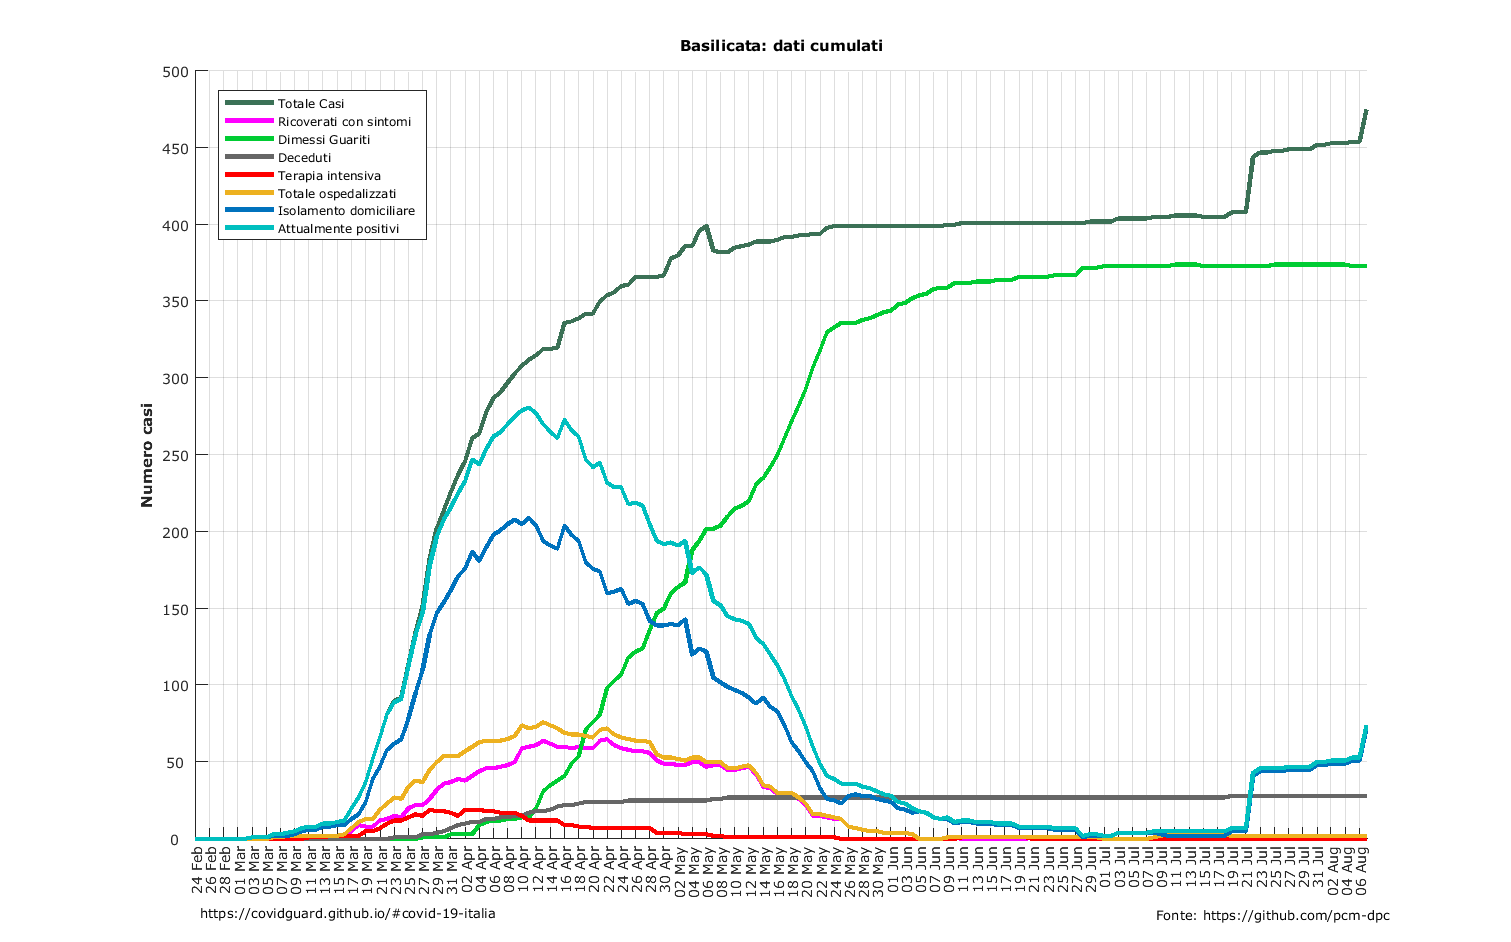 Basilicata: dati cumulati
500
450
400
350
300
250
200
150
100
50
0
Numero casi
Totale Casi
Ricoverati con sintomi
Dimessi Guariti
Deceduti
Terapia intensiva
Totale ospedalizzati
Isolamento domiciliare
Attualmente positivi
24 Feb
26 Feb
28 Feb
01 Mar
03 Mar
05 Mar
07 Mar
09 Mar
11 Mar
13 Mar
15 Mar
17 Mar
19 Mar
21 Mar
23 Mar
25 Mar
27 Mar
29 Mar
31 Mar
02 Apr
04 Apr
06 Apr
08 Apr
10 Apr
12 Apr
14 Apr
16 Apr
18 Apr
20 Apr
22 Apr
24 Apr
26 Apr
28 Apr
30 Apr
02 May
04 May
06 May
08 May
10 May
12 May
14 May
16 May
18 May
20 May
22 May
24 May
26 May
28 May
30 May
01 Jun
03 Jun
05 Jun
07 Jun
09 Jun
11 Jun
13 Jun
15 Jun
17 Jun
19 Jun
21 Jun
23 Jun
25 Jun
27 Jun
29 Jun
01 Jul
03 Jul
05 Jul
07 Jul
09 Jul
11 Jul
13 Jul
15 Jul
17 Jul
19 Jul
21 Jul
23 Jul
25 Jul
27 Jul
29 Jul
31 Jul
02 Aug
04 Aug
06 Aug
https://covidguard.github.io/#covid-19-italia
Fonte: https://github.com/pcm-dpc